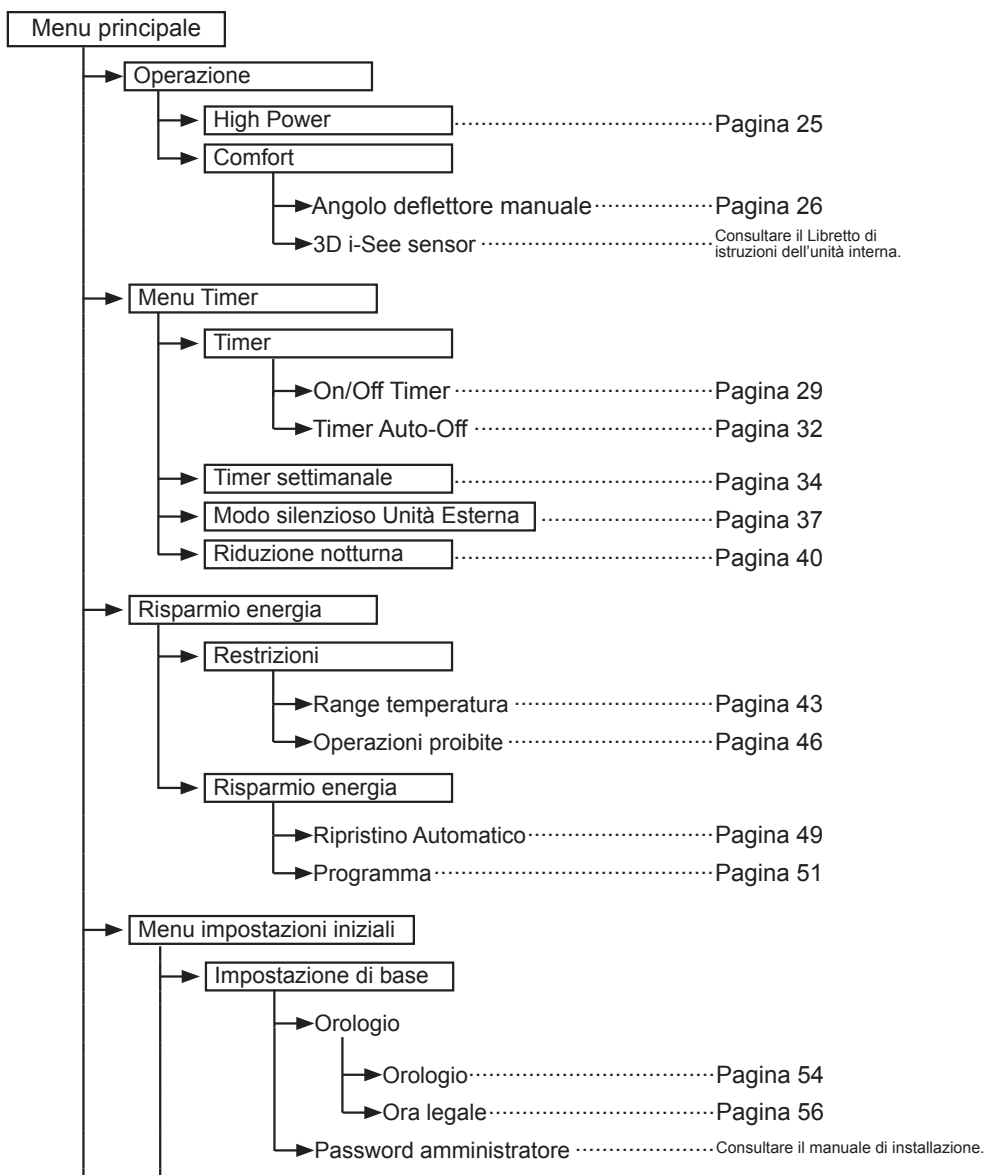 Menu principale
Operazione
High Power Pagina 25
Comfort
Angolo deflettore manuale Pagina 26
3D i-See sensor Consultare il Libretto di
istruzioni dell'unità interna.
Menu Timer
Timer
On/Off Timer Pagina 29
Timer Auto-Off Pagina 32
Timer settimanale Pagina 34
Modo silenzioso Unità Esterna Pagina 37
Riduzione notturna Pagina 40
Risparmio energia
Restrizioni
Range temperatura Pagina 43
Operazioni proibite Pagina 46
Risparmio energia
Ripristino Automatico Pagina 49
Programma Pagina 51
Menu impostazioni iniziali
Impostazione di base
Orologio
Orologio Pagina 54
Ora legale Pagina 56
Password amministratore Consultare il manuale di installazione.